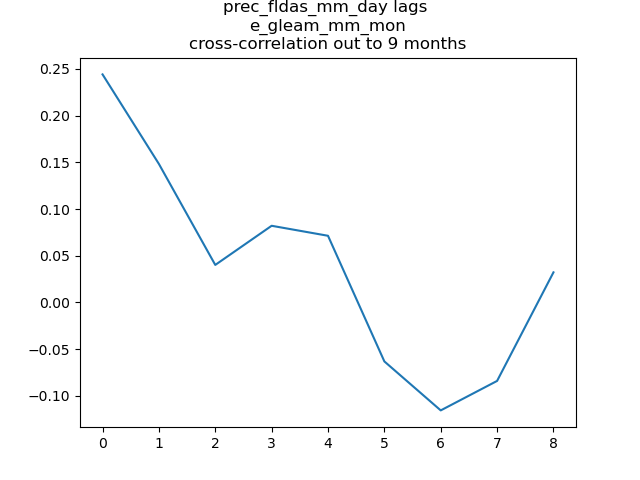 prec_fldas_mm_day lags
e_gleam_mm_mon
cross-correlation out to 9 months
0.25
0.20
0.15
0.10
0.05
0.00
−0.05
−0.10
0 1 2 3 4 5 6 7 8